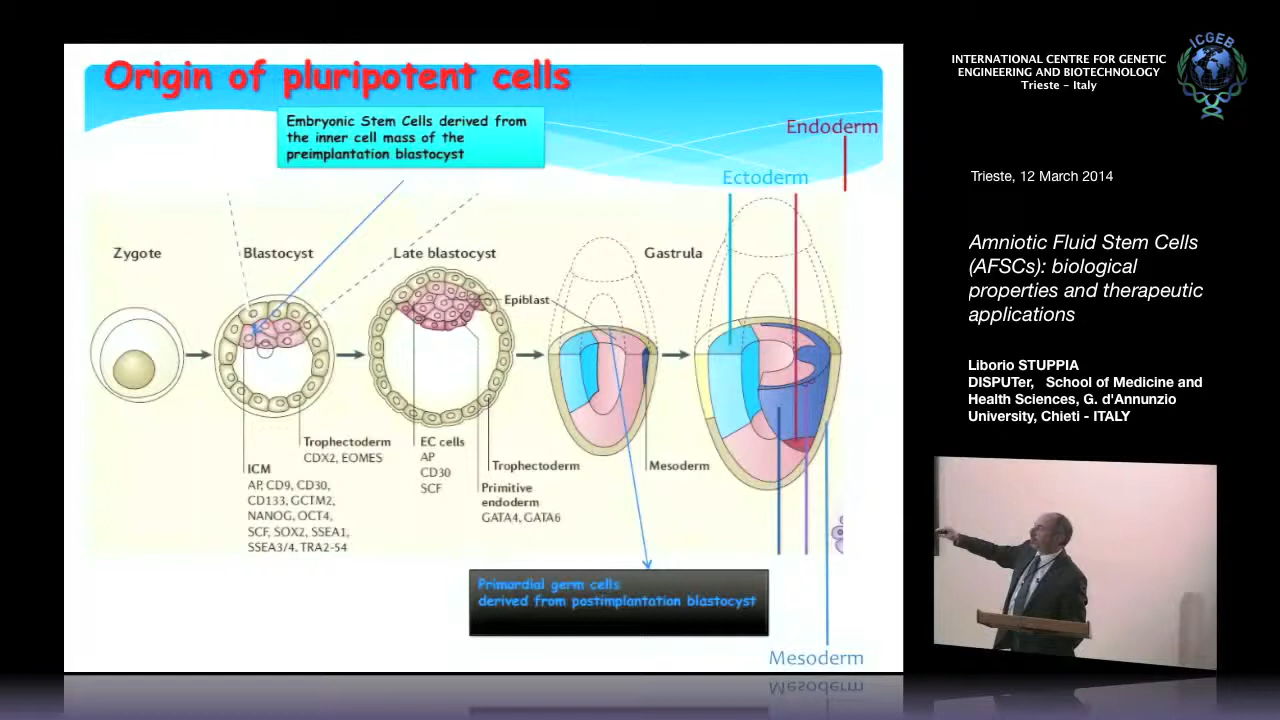 Origin of pluripotent cells
Embryonic Stem Cells derived from
the inner cell mass of the
preimplantation blastocyst
Endoderm
Ectoderm
Zygote
Blastocyst
Late blastocyst
Gastrula
Epiblast
Trophectoderm
CDX2, EOMES
ICM
AP, CD9, CD30,
CD133, GCTM2,
NANOG, OCT4,
SCF, SOX2, SSEA1,
SSEA3/4, TRA2-54
EC cells
AP
CD30
SCF
Trophectoderm
Primitive
endoderm
GATA4, GATA6
Mesoderm
Primardial germ cells
derived from postimplantation blastocyst
Mesoderm
INTERNATIONAL CENTRE FOR GENETIC
ENGINEERING AND BIOTECHNOLOGY
Trieste - Italy
ICGEB
Trieste, 12 March 2014
Amniotic Fluid Stem Cells
(AFSCs): biological
properties and therapeutic
applications
Liborio STUPPIA
DISPUTer, School of Medicine and
Health Sciences, G. d'Annunzio
University, Chieti - ITALY